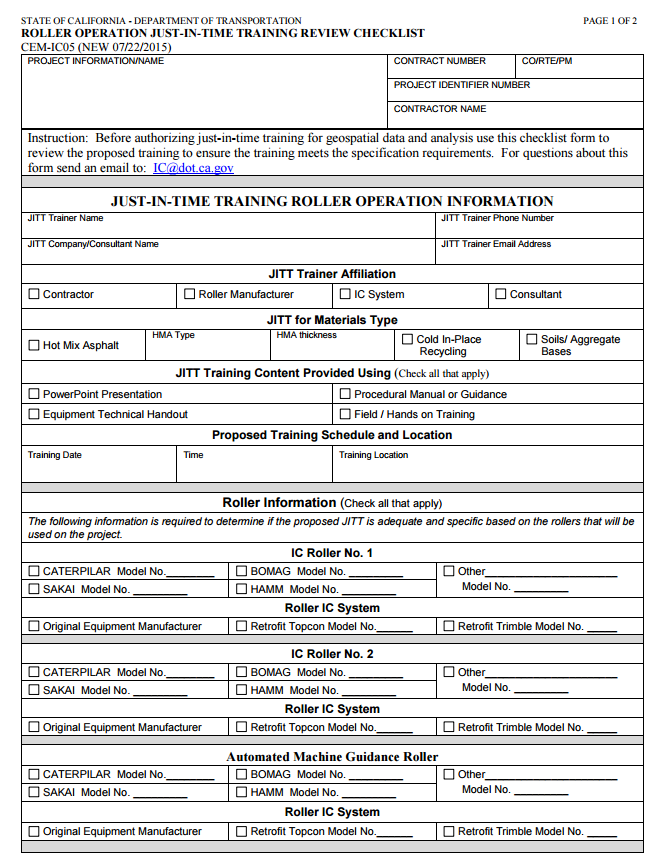 STATE OF CALIFORNIA - DEPARTMENT OF TRANSPORTATION PAGE 1 OF 2
ROLLER OPERATION JUST-IN-TIME TRAINING REVIEW CHECKLIST
CEM-IC05 (NEW 07/22/2015)
PROJECT INFORMATION/NAME CONTRACT NUMBER CO/RTE/PM
PROJECT IDENTIFIER NUMBER
CONTRACTOR NAME
Instruction: Before authorizing just-in-time training for geospatial data and analysis use this checklist form to
review the proposed training to ensure the training meets the specification requirements. For questions about this
form send an email to: IC@dot.ca.gov
JUST-IN-TIME TRAINING ROLLER OPERATION INFORMATION
JITT Trainer Name JITT Trainer Phone Number
JITT Company/Consultant Name JITT Trainer Email Address
JITT Trainer Affiliation
☐ Contractor ☐ Roller Manufacturer ☐ IC System ☐ Consultant
JITT for Materials Type
☐ Hot Mix Asphalt HMA Type HMA thickness ☐ Cold In-Place ☐ Soils/ Aggregate
Recycling Bases
JITT Training Content Provided Using (Check all that apply)
☐ PowerPoint Presentation ☐ Procedural Manual or Guidance
☐ Equipment Technical Handout ☐ Field / Hands on Training
Proposed Training Schedule and Location
Training Date Time Training Location
Roller Information (Check all that apply)
The following information is required to determine if the proposed JITT is adequate and specific based on the rollers that will be
used on the project.
IC Roller No. 1
☐ CATERPILAR Model No.________ ☐ BOMAG Model No. ________ ☐ Other____________________
☐ SAKAI Model No. ________ ☐ HAMM Model No. ________ Model No. ________
Roller IC System
☐ Original Equipment Manufacturer ☐ Retrofit Topcon Model No.______ ☐ Retrofit Trimble Model No. _____
IC Roller No. 2
☐ CATERPILAR Model No.________ ☐ BOMAG Model No. ________ ☐ Other____________________
☐ SAKAI Model No. ________ ☐ HAMM Model No. ________ Model No. ________
Roller IC System
☐ Original Equipment Manufacturer ☐ Retrofit Topcon Model No.______ ☐ Retrofit Trimble Model No. _____
Automated Machine Guidance Roller
☐ CATERPILAR Model No.________ ☐ BOMAG Model No. ________ ☐ Other____________________
☐ SAKAI Model No. ________ ☐ HAMM Model No. ________ Model No. ________
Roller IC System
☐ Original Equipment Manufacturer ☐ Retrofit Topcon Model No.______ ☐ Retrofit Trimble Model No. _____